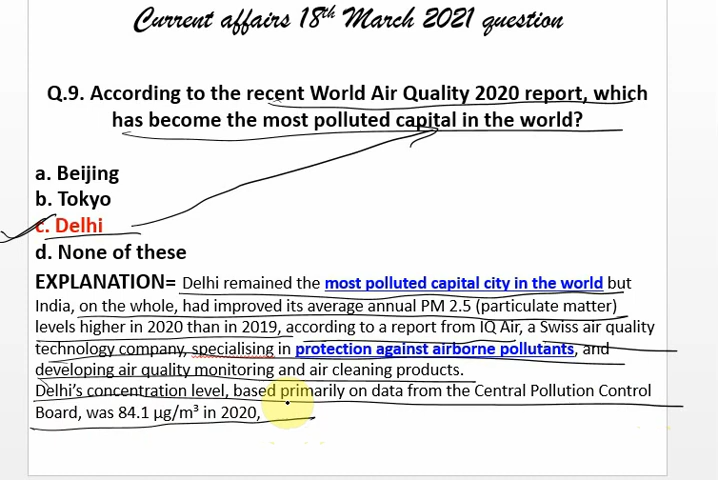 Current affairs 18th March 2021 question
Q.9. According to the recent World Air Quality 2020 report, which
has become the most polluted capital in the world?
a. Beijing
b. Tokyo
c. Delhi
d. None of these
EXPLANATION= Delhi remained the most polluted capital city in the world but
India, on the whole, had improved its average annual PM 2.5 (particulate matter)
levels higher in 2020 than in 2019, according to a report from IQ Air, a Swiss air quality
technology company, specialising in protection against airborne pollutants, and
developing air quality monitoring and air cleaning products.
Delhi's concentration level, based primarily on data from the Central Pollution Control
Board, was 84.1 µg/m³ in 2020,